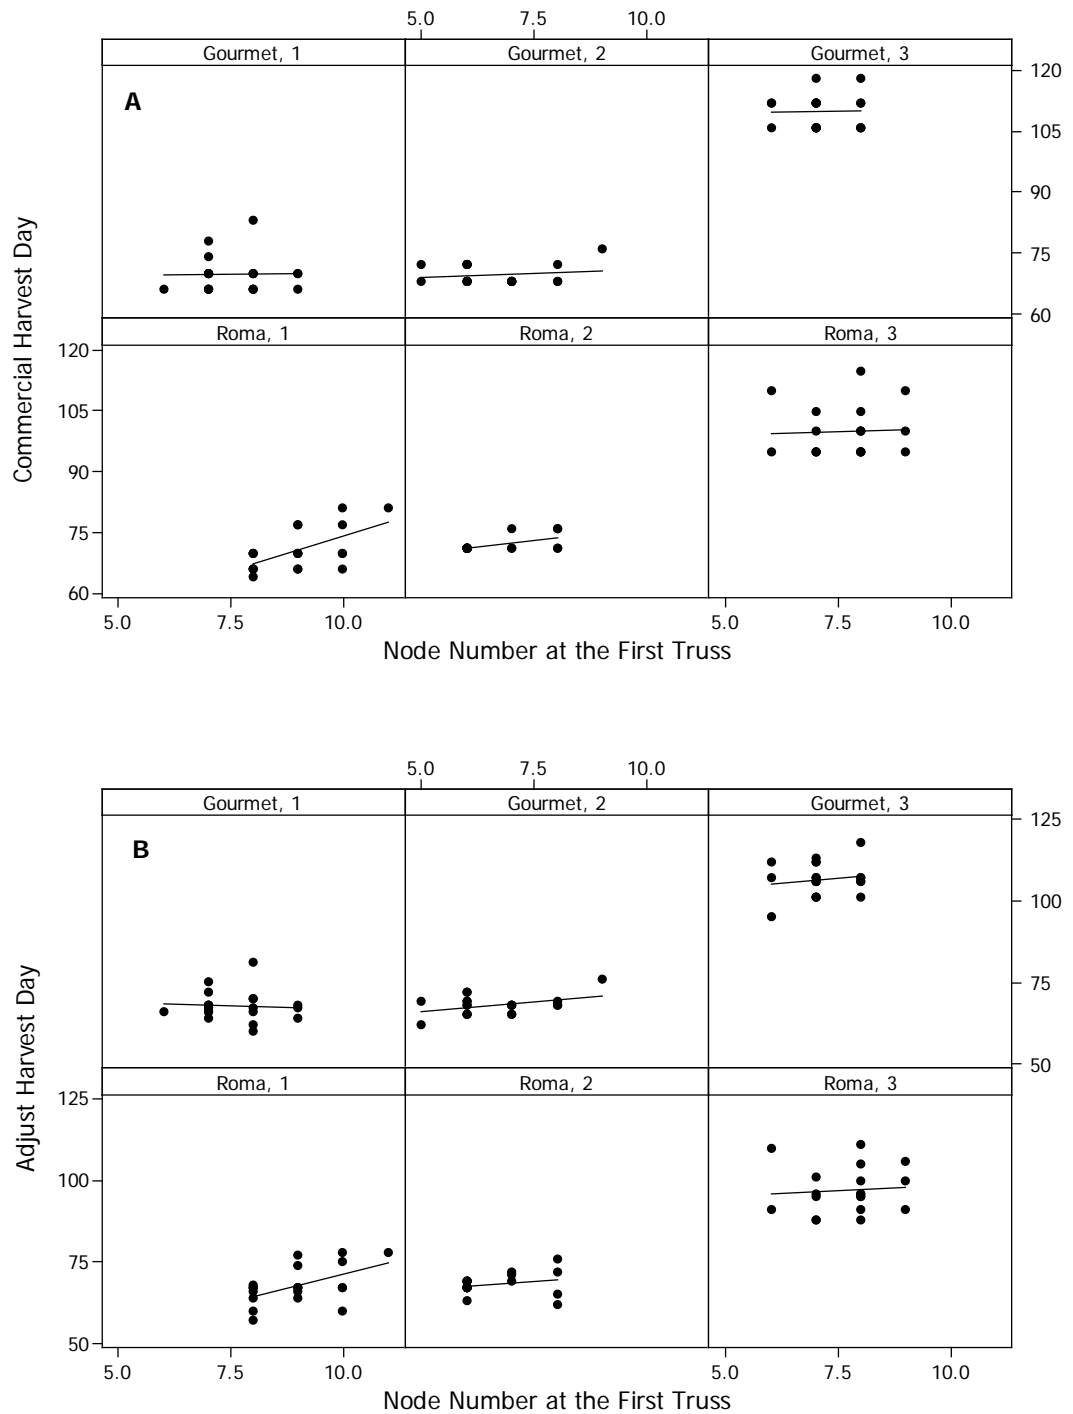 5.0 7.5 10.0
Gourmet, 1 Gourmet, 2 Gourmet, 3
A
120
105
90
75
60
Commercial Harvest Day
Roma, 1 Roma, 2 Roma, 3
120
105
90
75
60
5.0 7.5 10.0 5.0 7.5 10.0
Node Number at the First Truss
5.0 7.5 10.0
Gourmet, 1 Gourmet, 2 Gourmet, 3
B
125
100
75
50
Adjust Harvest Day
Roma, 1 Roma, 2 Roma, 3
125
100
75
50
5.0 7.5 10.0 5.0 7.5 10.0
Node Number at the First Truss